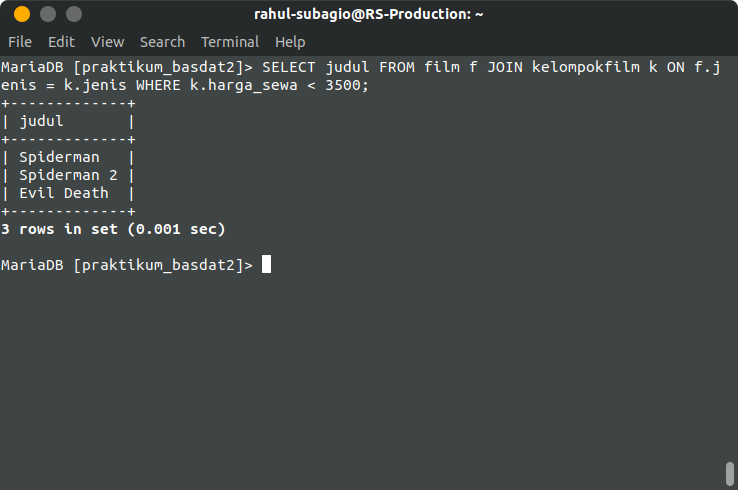 rahul-subagio@RS-Production: ~
File Edit View Search Terminal Help
MariaDB [praktikum_basdat2]> SELECT judul FROM film f JOIN kelompokfilm k ON f.j
enis = k.jenis WHERE k.harga_sewa < 3500;
+-------------+
| judul       |
+-------------+
| Spiderman   |
| Spiderman 2 |
| Evil Death  |
+-------------+
3 rows in set (0.001 sec)
MariaDB [praktikum_basdat2]>